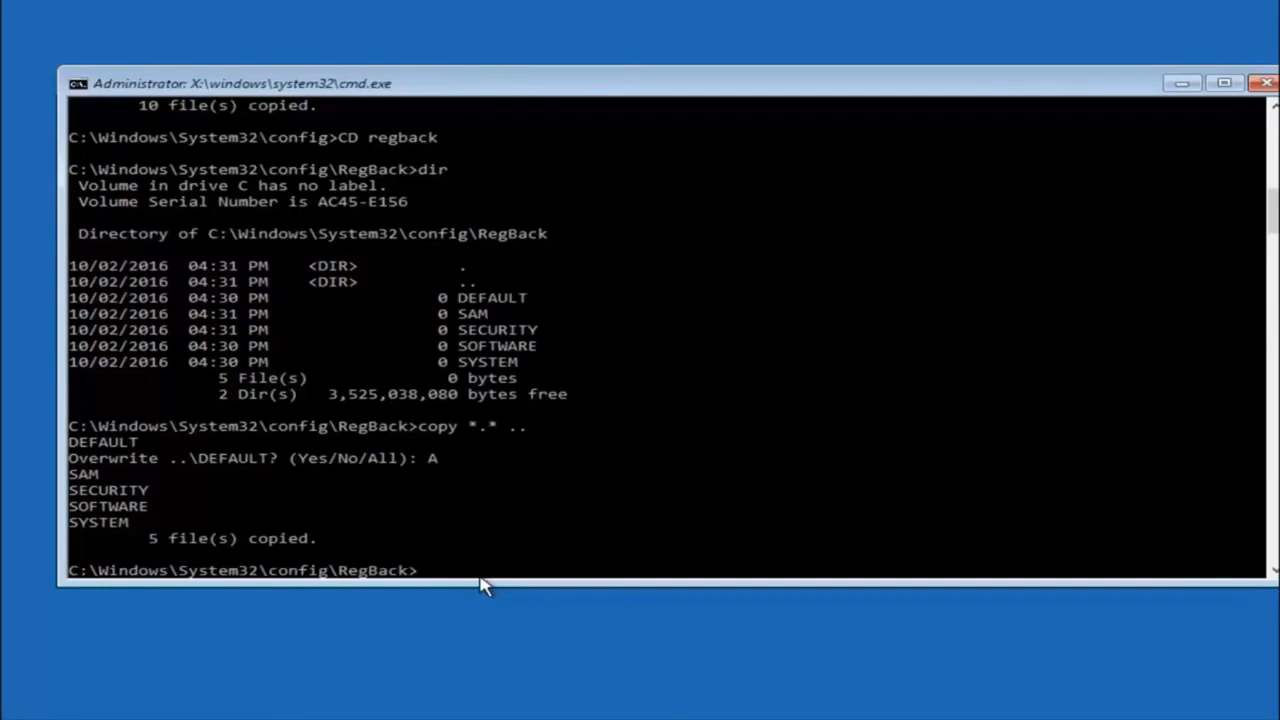 Administrator: X:\windows\system32\cmd.exe
10 file(s) copied.
C:\Windows\System32\config>CD regback
C:\Windows\System32\config\RegBack>dir
Volume in drive C has no label.
Volume Serial Number is AC45-E156
Directory of C:\Windows\System32\config\RegBack
10/02/2016 04:31 PM <DIR> .
10/02/2016 04:31 PM <DIR> ..
10/02/2016 04:30 PM 0 DEFAULT
10/02/2016 04:31 PM 0 SAM
10/02/2016 04:31 PM 0 SECURITY
10/02/2016 04:30 PM 0 SOFTWARE
10/02/2016 04:30 PM 0 SYSTEM
5 File(s) 0 bytes
2 Dir(s) 3,525,038,080 bytes free
C:\Windows\System32\config\RegBack>copy *.* ..
DEFAULT
Overwrite ..\DEFAULT? (Yes/No/All): A
SAM
SECURITY
SOFTWARE
SYSTEM
5 file(s) copied.
C:\Windows\System32\config\RegBack>